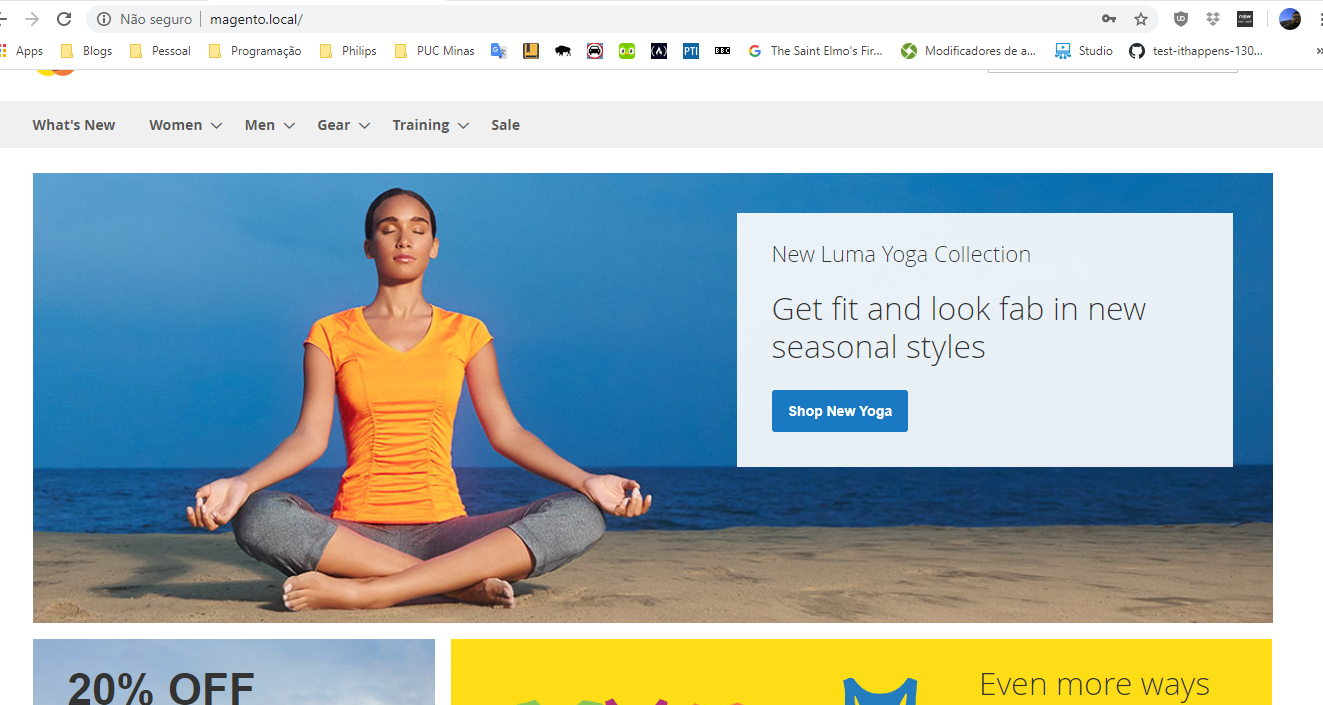 Não seguro magento.local/
Apps Blogs Pessoal Programação Philips PUC Minas PTI BBC The Saint Elmo's Fir... Modificadores de a... Studio test-ithappens-130...
What's New Women Men Gear Training Sale
New Luma Yoga Collection
Get fit and look fab in new
seasonal styles
Shop New Yoga
20% OFF
Even more ways